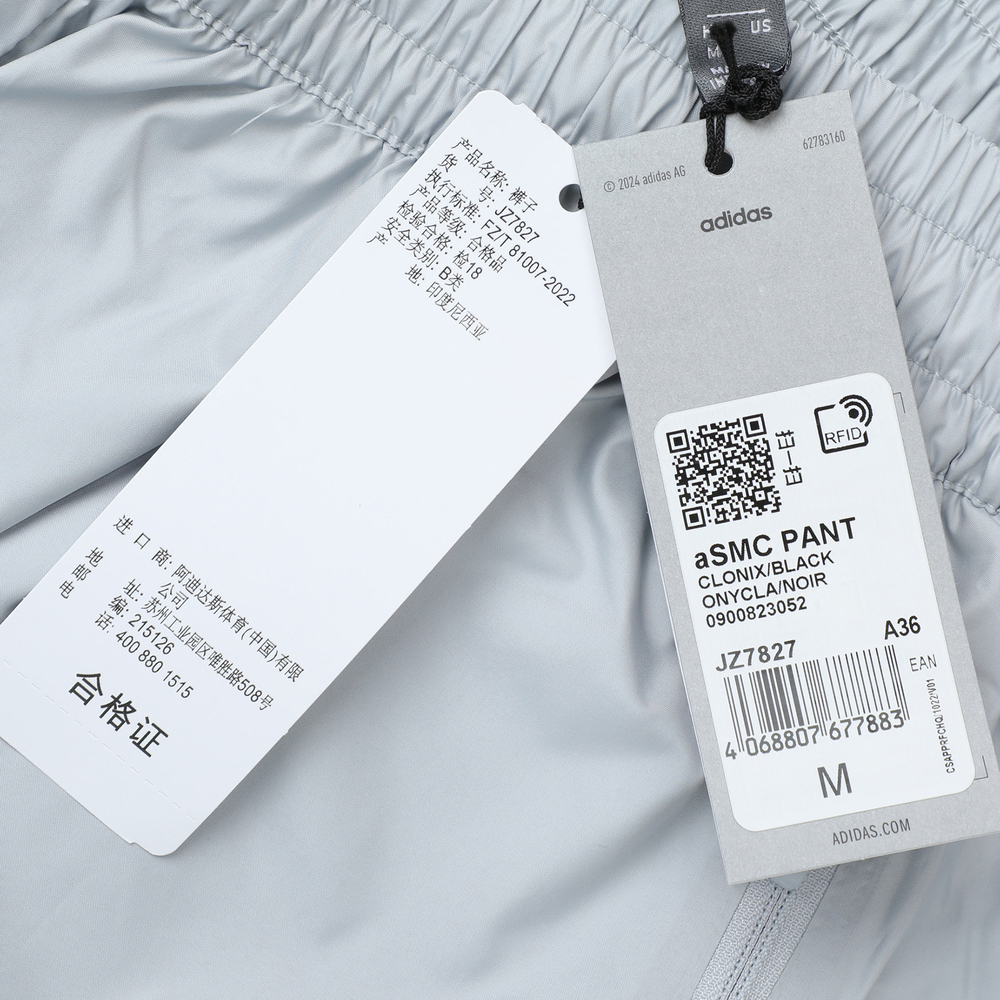 产品名称: 裤子
货 号: JZ7827
执行标准: FZ/T 81007-2022
产品等级: 合格品
检验合格: 检18
安全类别: B类
产 地: 印度尼西亚
进 口 商: 阿迪达斯体育(中国)有限
公司
地 址: 苏州工业园区唯胜路508号
邮 编: 215126
电 话: 400 880 1515
合格证
US
© 2024 adidas AG
62783160
adidas
扫一扫
RFID
aSMC PANT
CLONIX/BLACK
ONYCLA/NOIR
0900823052
JZ7827
A36
EAN
4 068807 677883
CSAPPRFCHQ/1022/V01
M
ADIDAS.COM